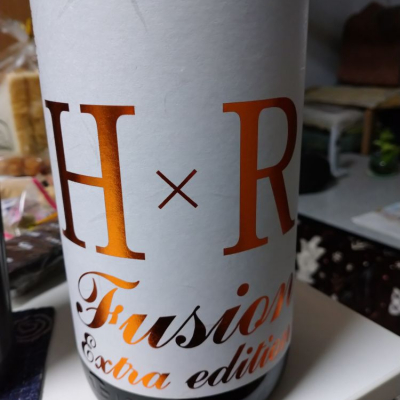 H × R
Fusion
Extra edition